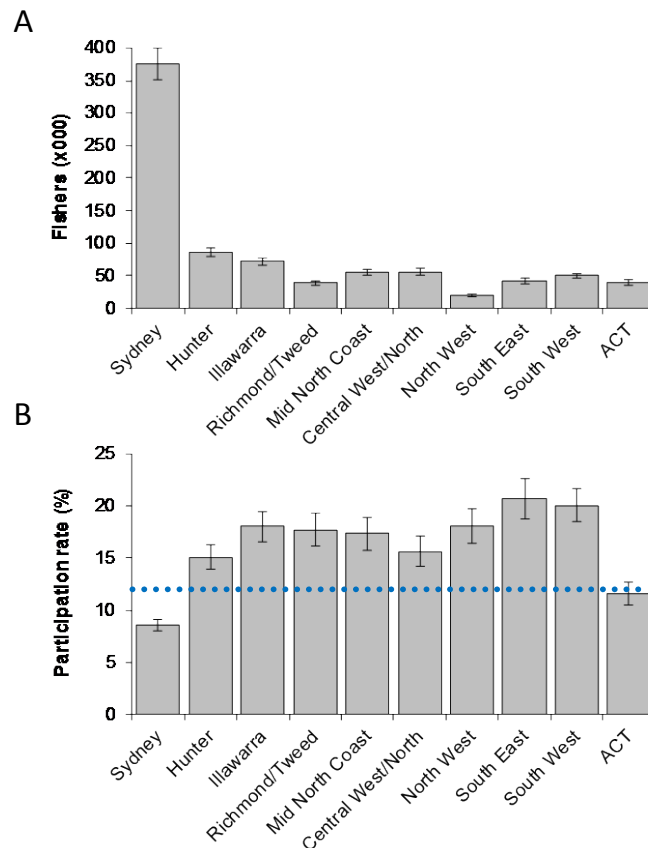 A
Fishers (x000)
400
350
300
250
200
150
100
50
0
Sydney
Hunter
Illawarra
Richmond/Tweed
Mid North Coast
Central West/North
North West
South East
South West
ACT
B
Participation rate (%)
25
20
15
10
5
0
Sydney
Hunter
Illawarra
Richmond/Tweed
Mid North Coast
Central West/North
North West
South East
South West
ACT